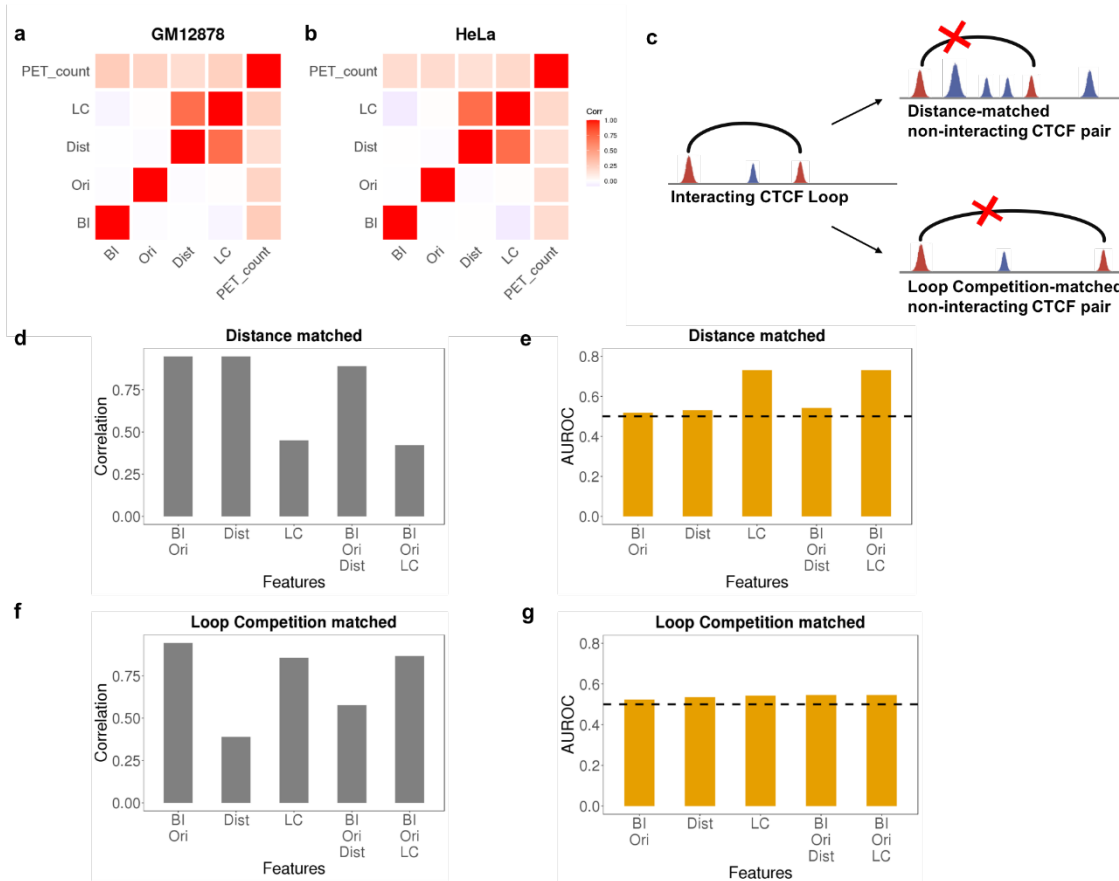 a
GM12878
PET_count
LC
Dist
Ori
BI
BI
Ori
Dist
LC
PET_count
b
HeLa
PET_count
LC
Dist
Ori
BI
BI
Ori
Dist
LC
PET_count
Corr
1.00
0.75
0.50
0.25
0.00
c
Interacting CTCF Loop
Distance-matched
non-interacting CTCF pair
Loop Competition-matched
non-interacting CTCF pair
d
Distance matched
Correlation
0.75
0.50
0.25
0.00
BI Dist LC BI BI
Ori Ori Ori
Dist LC
Features
e
Distance matched
AUROC
0.8
0.6
0.4
0.2
0.0
BI Dist LC BI BI
Ori Ori Ori
Dist LC
Features
f
Loop Competition matched
Correlation
0.75
0.50
0.25
0.00
BI Dist LC BI BI
Ori Ori Ori
Dist LC
Features
g
Loop Competition matched
AUROC
0.8
0.6
0.4
0.2
0.0
BI Dist LC BI BI
Ori Ori Ori
Dist LC
Features